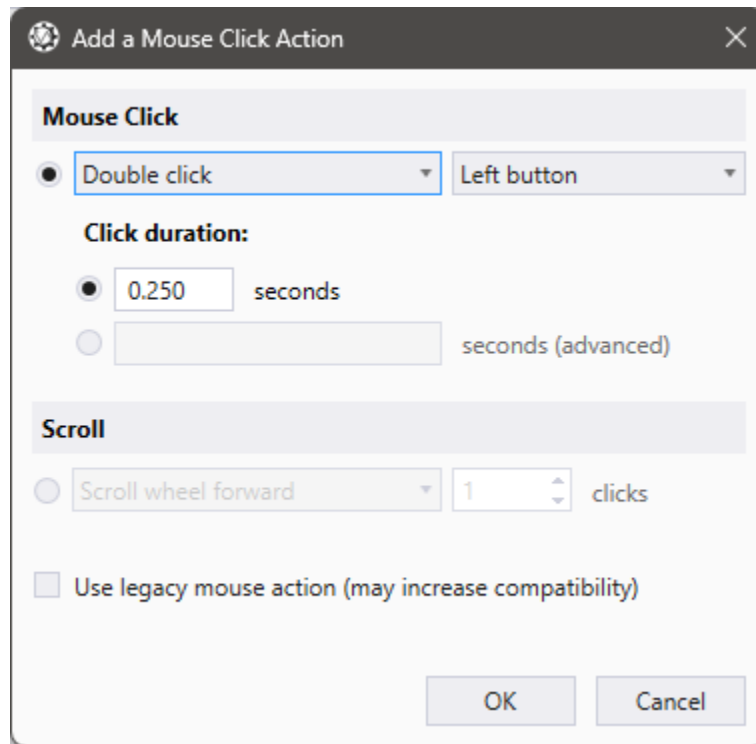 Add a Mouse Click Action
Mouse Click
Double click Left button
Click duration:
0.250 seconds
seconds (advanced)
Scroll
Scroll wheel forward 1 clicks
Use legacy mouse action (may increase compatibility)
OK Cancel